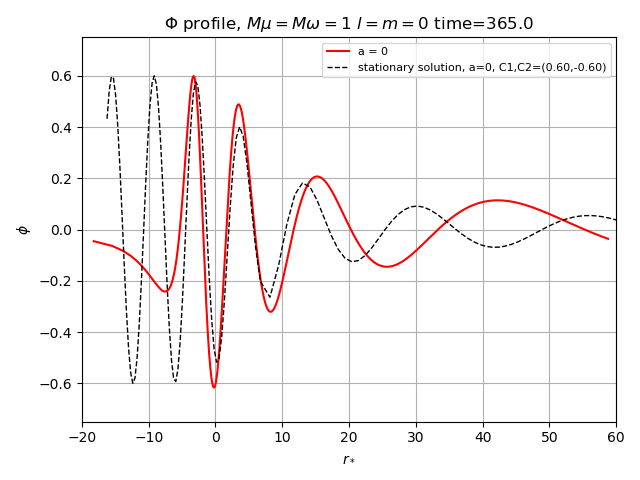 Φ profile, Mμ = Mω = 1 l = m = 0 time=365.0
a = 0
stationary solution, a=0, C1,C2=(0.60,-0.60)
0.6
0.4
0.2
0.0
−0.2
−0.4
−0.6
ϕ
−20 −10 0 10 20 30 40 50 60
r*